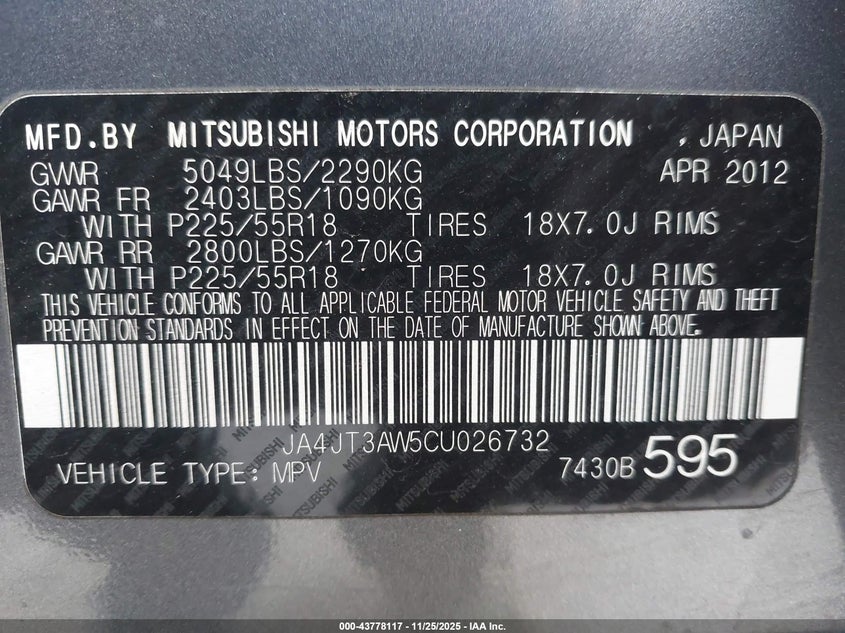 MFD.BY MITSUBISHI MOTORS CORPORATION , JAPAN
GVWR 5049LBS/2290KG APR 2012
GAWR FR 2403LBS/1090KG
WITH P225/55R18 TIRES 18X7.0J RIMS
GAWR RR 2800LBS/1270KG
WITH P225/55R18 TIRES 18X7.0J RIMS
THIS VEHICLE CONFORMS TO ALL APPLICABLE FEDERAL MOTOR VEHICLE SAFETY AND THEFT
PREVENTION STANDARDS IN EFFECT ON THE DATE OF MANUFACTURE SHOWN ABOVE.
JA4JT3AW5CU026732
VEHICLE TYPE: MPV 7430B 595
000-43778117 - 11/25/2025 - IAA Inc.